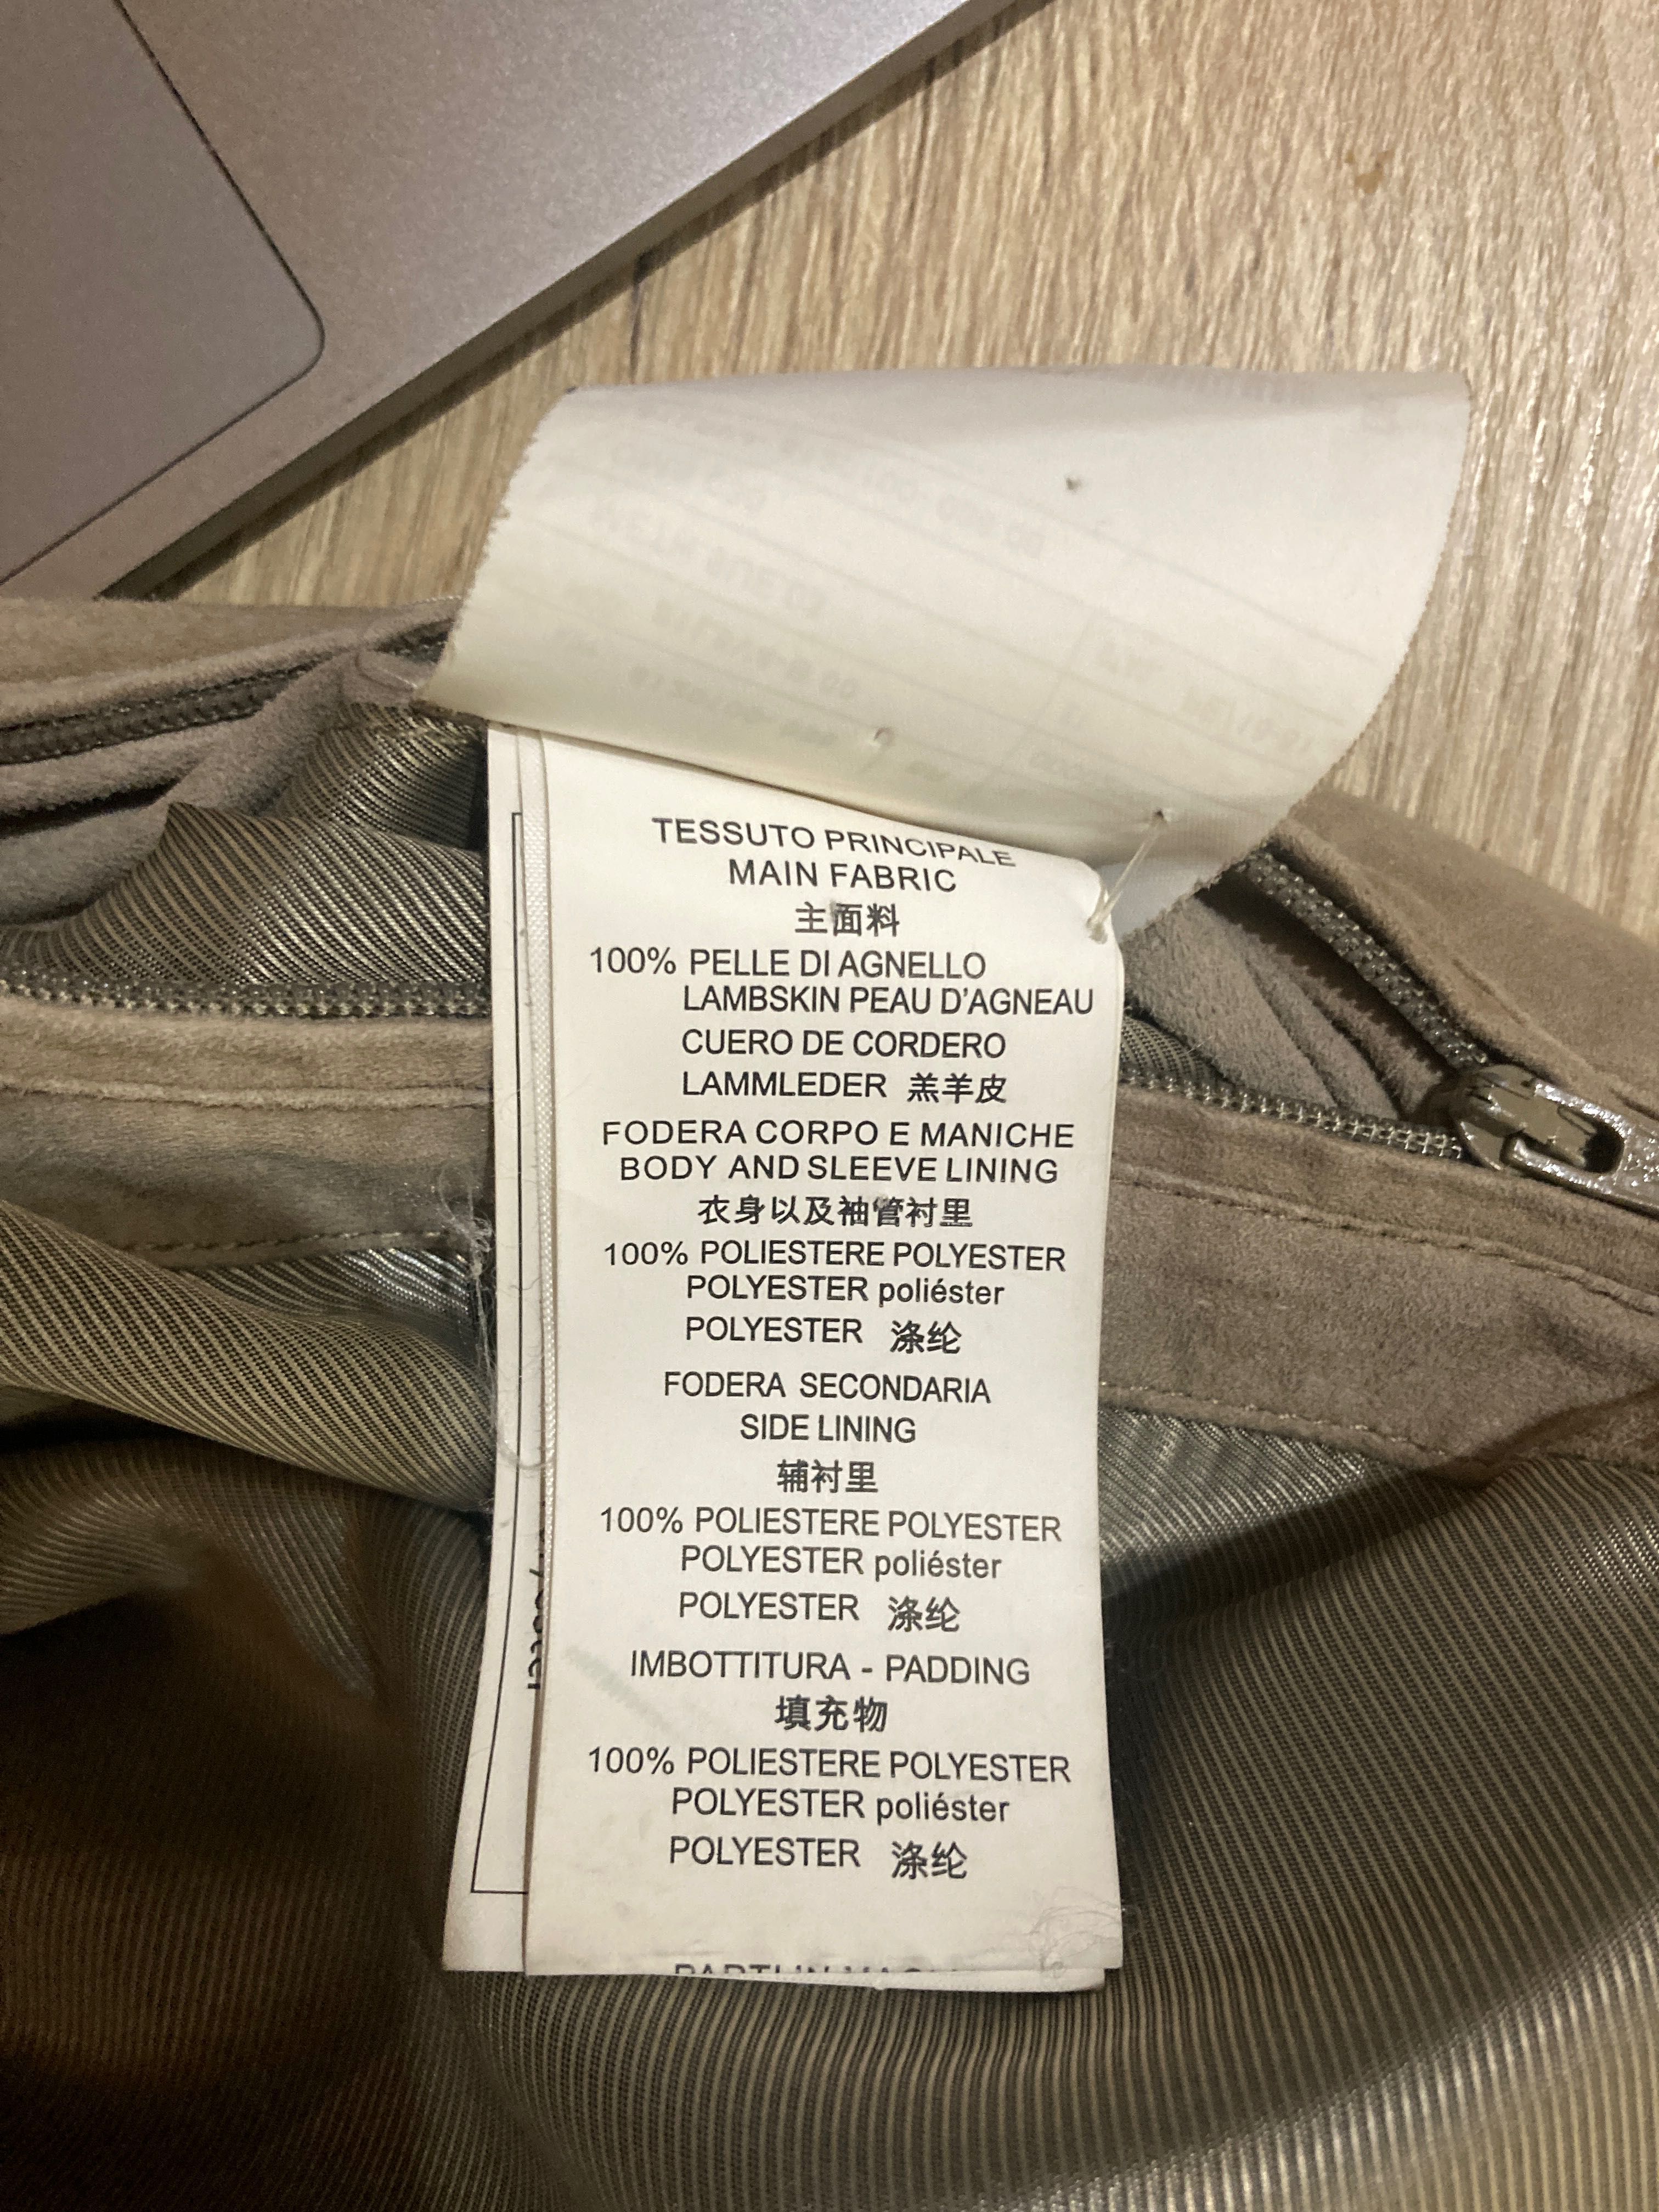 TESSUTO PRINCIPALE
MAIN FABRIC
主面料
100% PELLE DI AGNELLO
LAMBSKIN PEAU D'AGNEAU
CUERO DE CORDERO
LAMMLEDER 羔羊皮
FODERA CORPO E MANICHE
BODY AND SLEEVE LINING
衣身以及袖管衬里
100% POLIESTERE POLYESTER
POLYESTER poliéster
POLYESTER 涤纶
FODERA SECONDARIA
SIDE LINING
辅衬里
100% POLIESTERE POLYESTER
POLYESTER poliéster
POLYESTER 涤纶
IMBOTTITURA - PADDING
填充物
100% POLIESTERE POLYESTER
POLYESTER poliéster
POLYESTER 涤纶